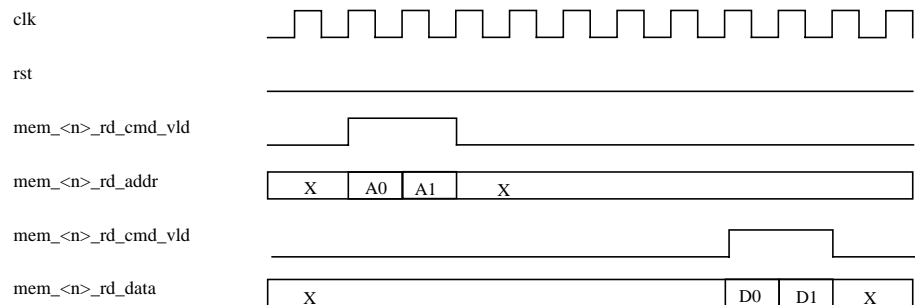 clk
rst
mem_<n>_rd_cmd_vld
mem_<n>_rd_addr X A0 A1 X
mem_<n>_rd_cmd_vld
mem_<n>_rd_data X D0 D1 X